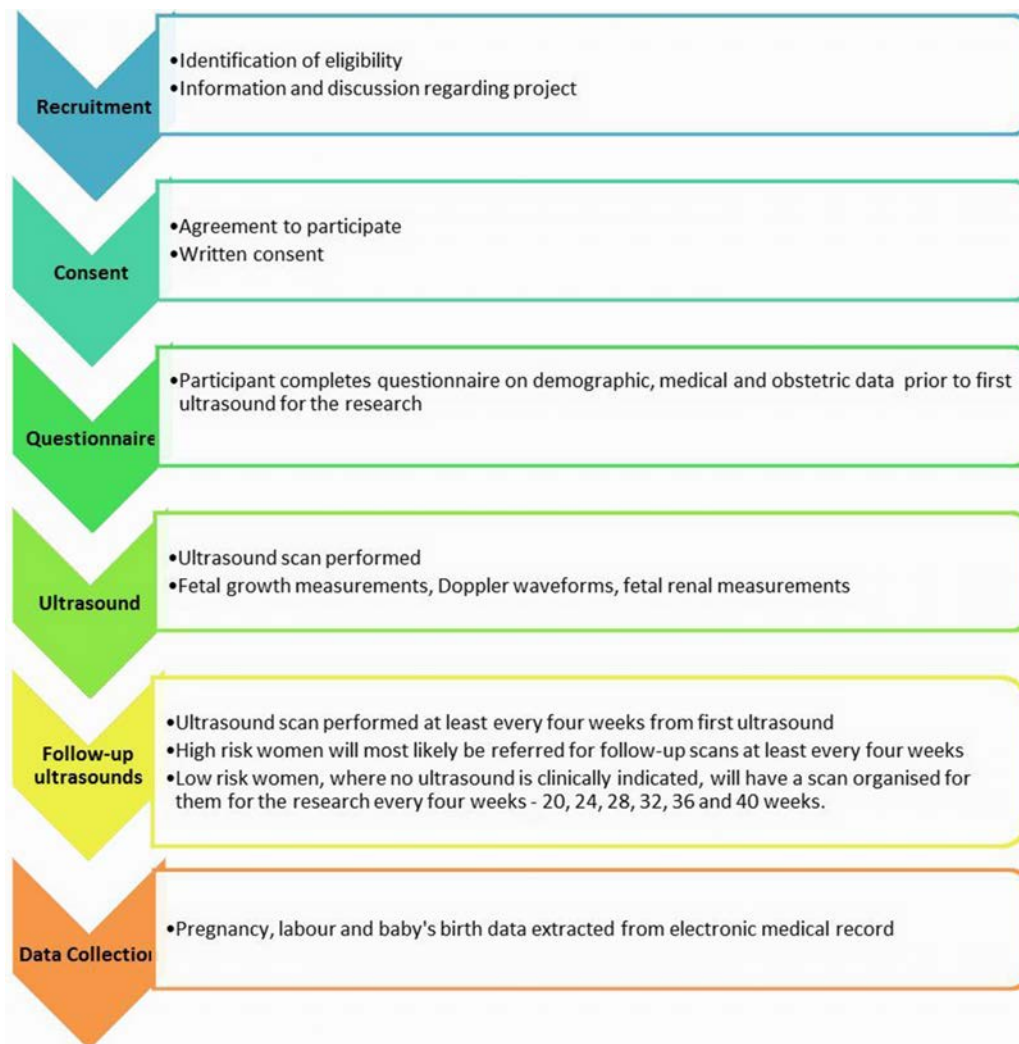 Recruitment
•Identification of eligibility
•Information and discussion regarding project
Consent
•Agreement to participate
•Written consent
Questionnaire
•Participant completes questionnaire on demographic, medical and obstetric data prior to first
ultrasound for the research
Ultrasound
•Ultrasound scan performed
•Fetal growth measurements, Doppler waveforms, fetal renal measurements
Follow-up
ultrasounds
•Ultrasound scan performed at least every four weeks from first ultrasound
•High risk women will most likely be referred for follow-up scans at least every four weeks
•Low risk women, where no ultrasound is clinically indicated, will have a scan organised for
them for the research every four weeks - 20, 24, 28, 32, 36 and 40 weeks.
Data Collection
•Pregnancy, labour and baby's birth data extracted from electronic medical record